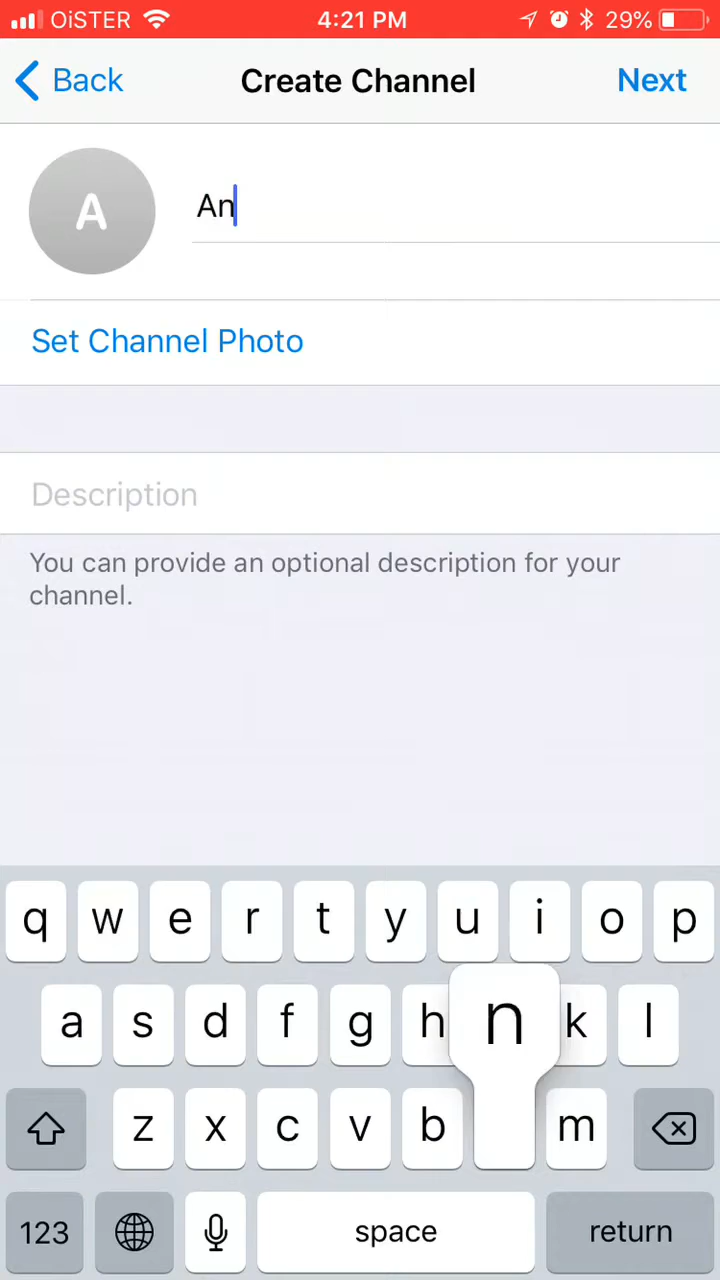 OiSTER 4:21 PM 29%
Back Create Channel Next
A An
Set Channel Photo
Description
You can provide an optional description for your
channel.
q w e r t y u i o p
a s d f g h n k l
z x c v b m
123 space return